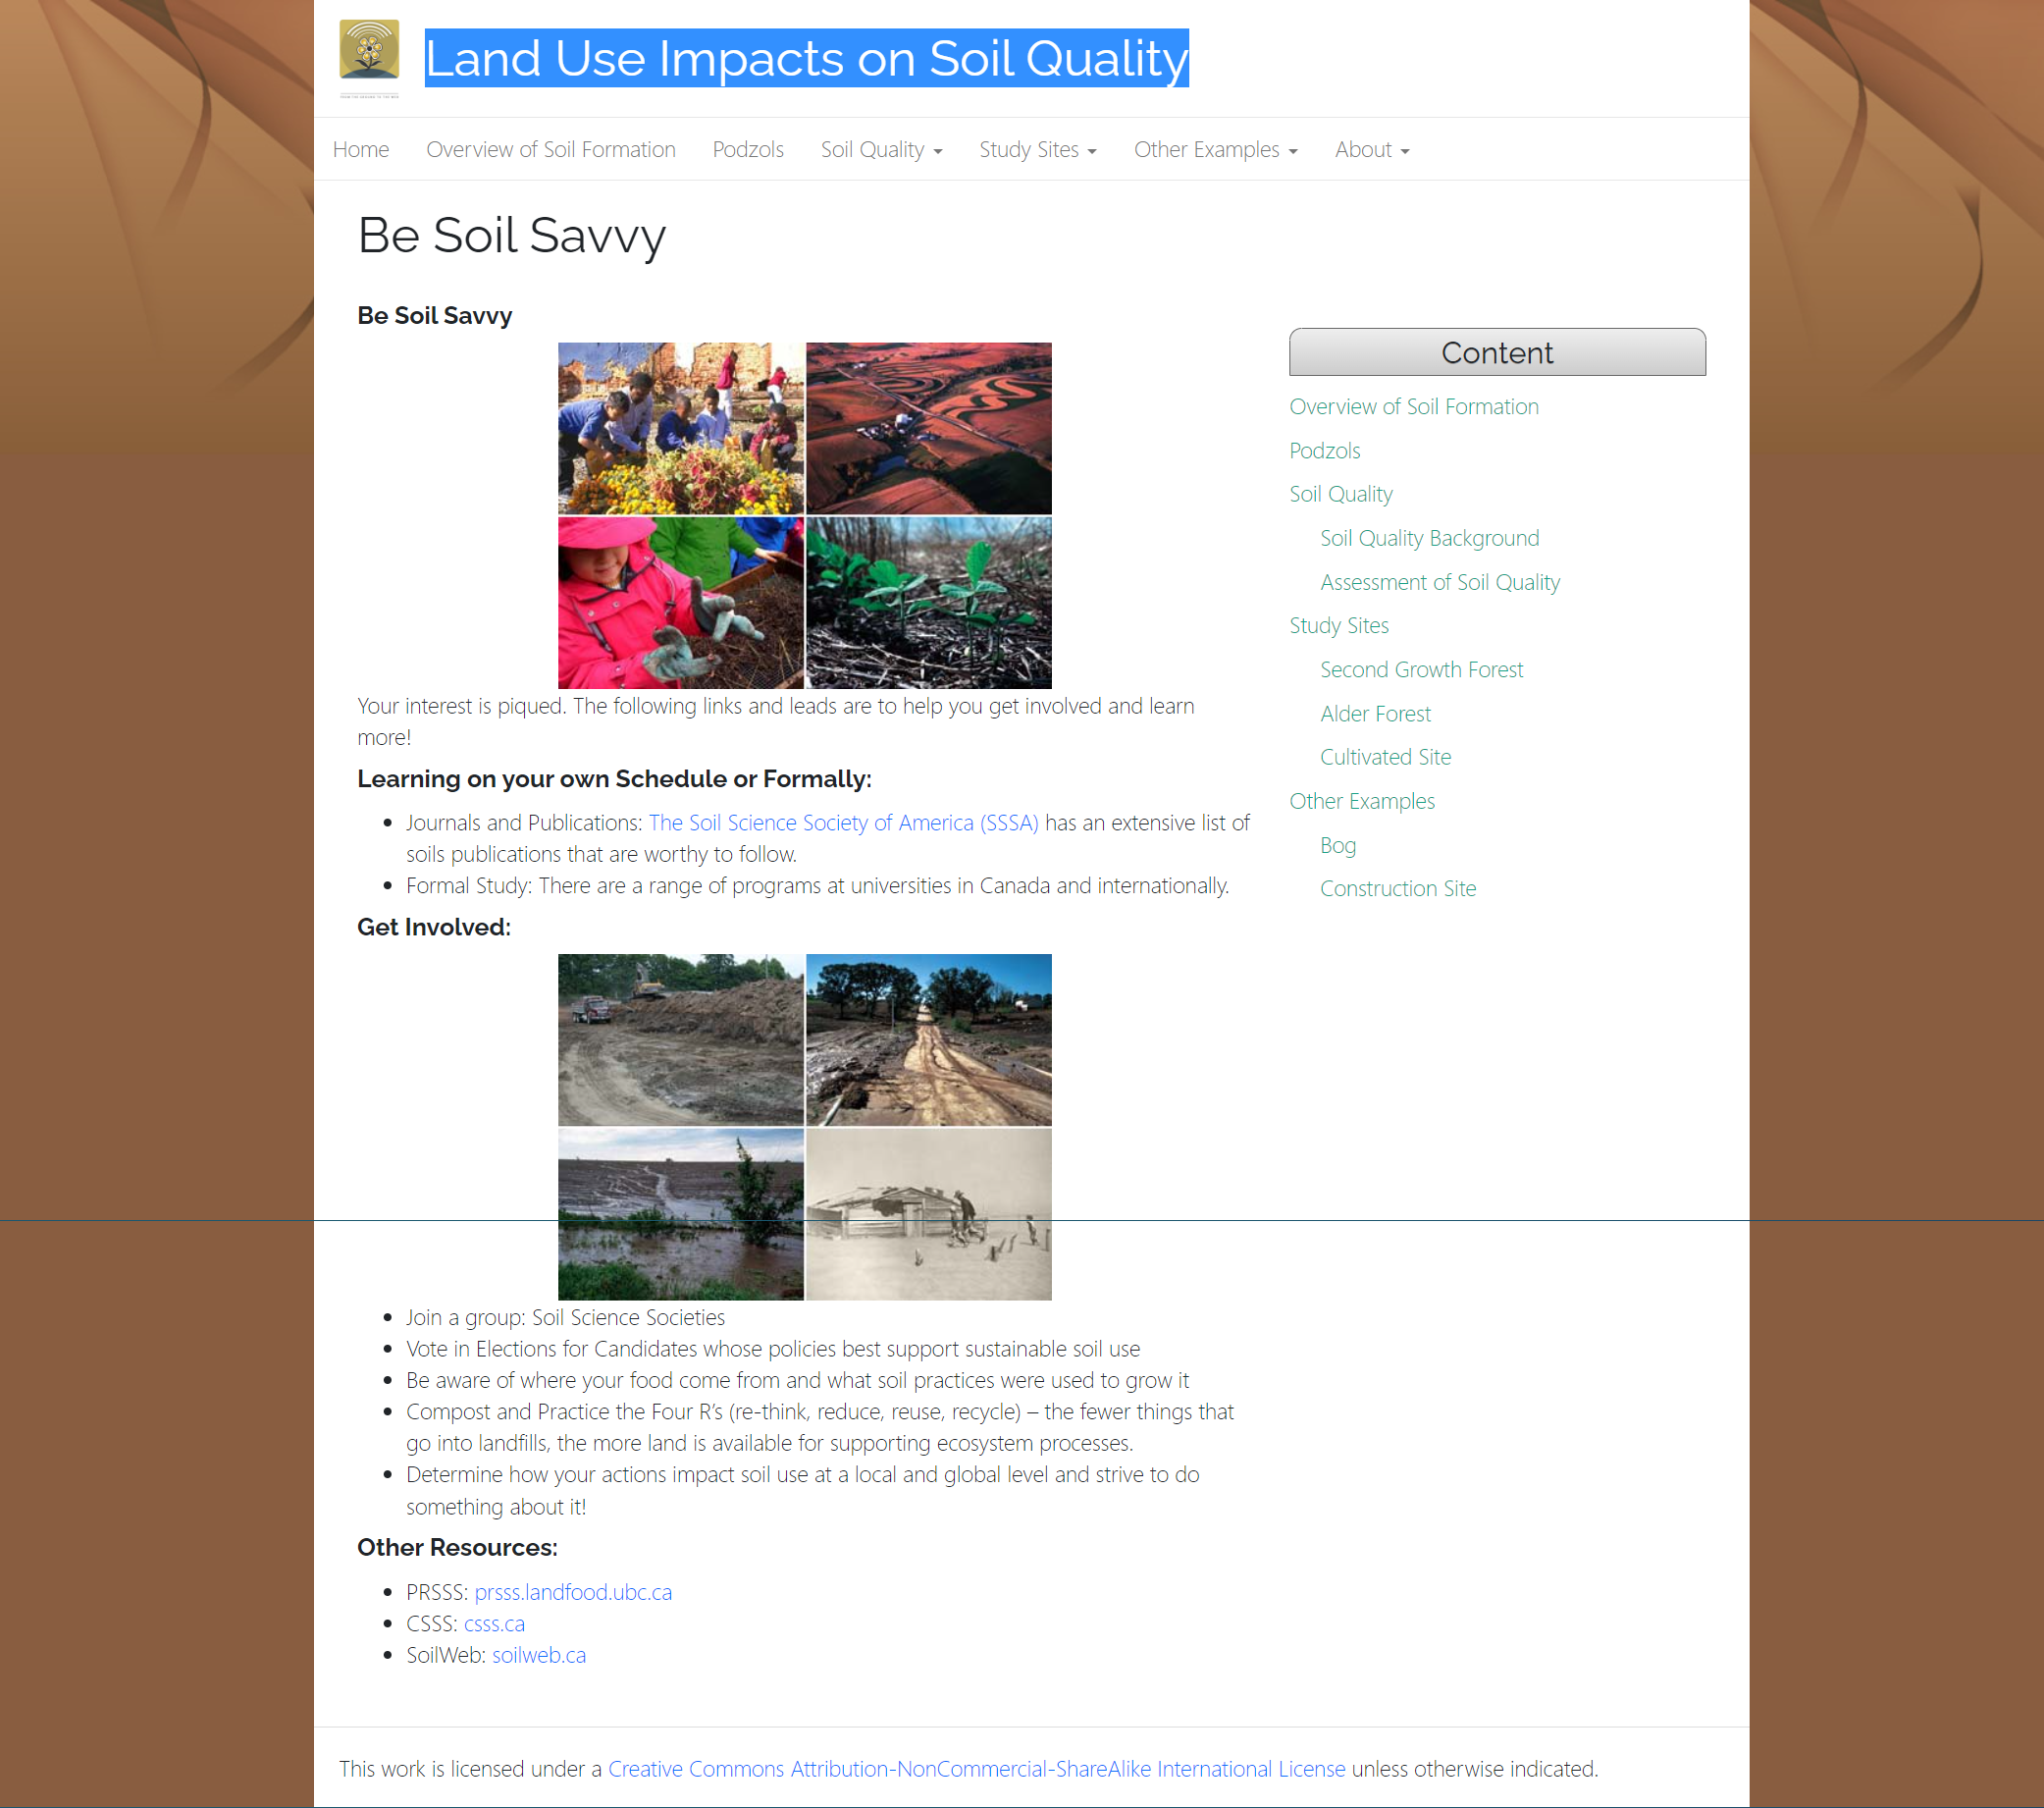 Land Use Impacts on Soil Quality
Home Overview of Soil Formation Podzols Soil Quality Study Sites Other Examples About
Be Soil Savvy
Be Soil Savvy
Your interest is piqued. The following links and leads are to help you get involved and learn
more!
Learning on your own Schedule or Formally:
• Journals and Publications: The Soil Science Society of America (SSSA) has an extensive list of
soils publications that are worthy to follow.
• Formal Study: There are a range of programs at universities in Canada and internationally.
Get Involved:
• Join a group: Soil Science Societies
• Vote in Elections for Candidates whose policies best support sustainable soil use
• Be aware of where your food come from and what soil practices were used to grow it
• Compost and Practice the Four R’s (re-think, reduce, reuse, recycle) – the fewer things that
go into landfills, the more land is available for supporting ecosystem processes.
• Determine how your actions impact soil use at a local and global level and strive to do
something about it!
Other Resources:
• PRSSS: prsss.landfood.ubc.ca
• CSSS: csss.ca
• SoilWeb: soilweb.ca
Content
Overview of Soil Formation
Podzols
Soil Quality
Soil Quality Background
Assessment of Soil Quality
Study Sites
Second Growth Forest
Alder Forest
Cultivated Site
Other Examples
Bog
Construction Site
This work is licensed under a Creative Commons Attribution-NonCommercial-ShareAlike International License unless otherwise indicated.